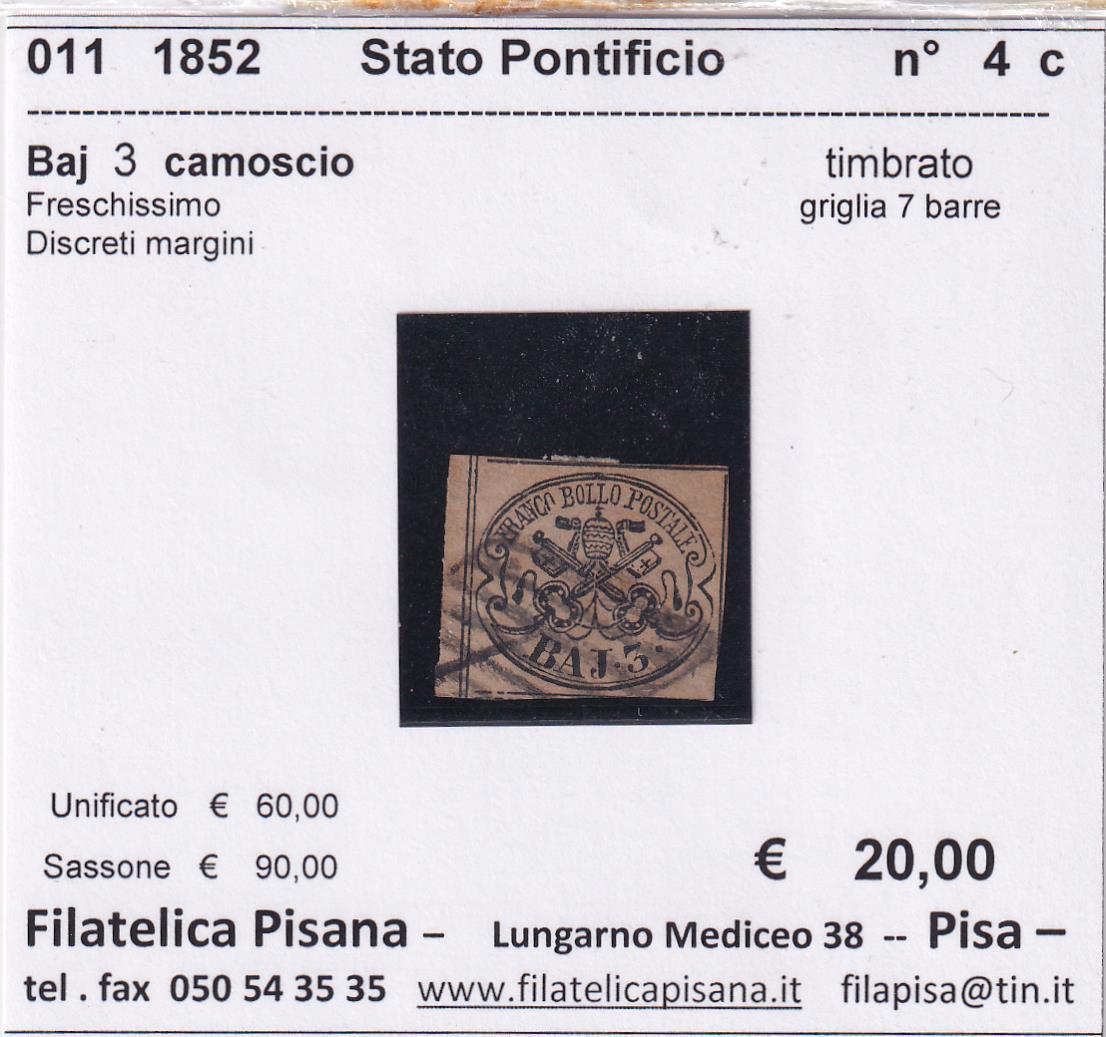 011 1852 Stato Pontificio n° 4 c
--------------------------------------------------------------------------------
Baj 3 camoscio timbrato
Freschissimo griglia 7 barre
Discreti margini
FRANCO BOLLO POSTALE
BAJ. 3.
Unificato € 60,00
Sassone € 90,00 € 20,00
Filatelica Pisana – Lungarno Mediceo 38 -- Pisa –
tel . fax 050 54 35 35 www.filatelicapisana.it filapisa@tin.it